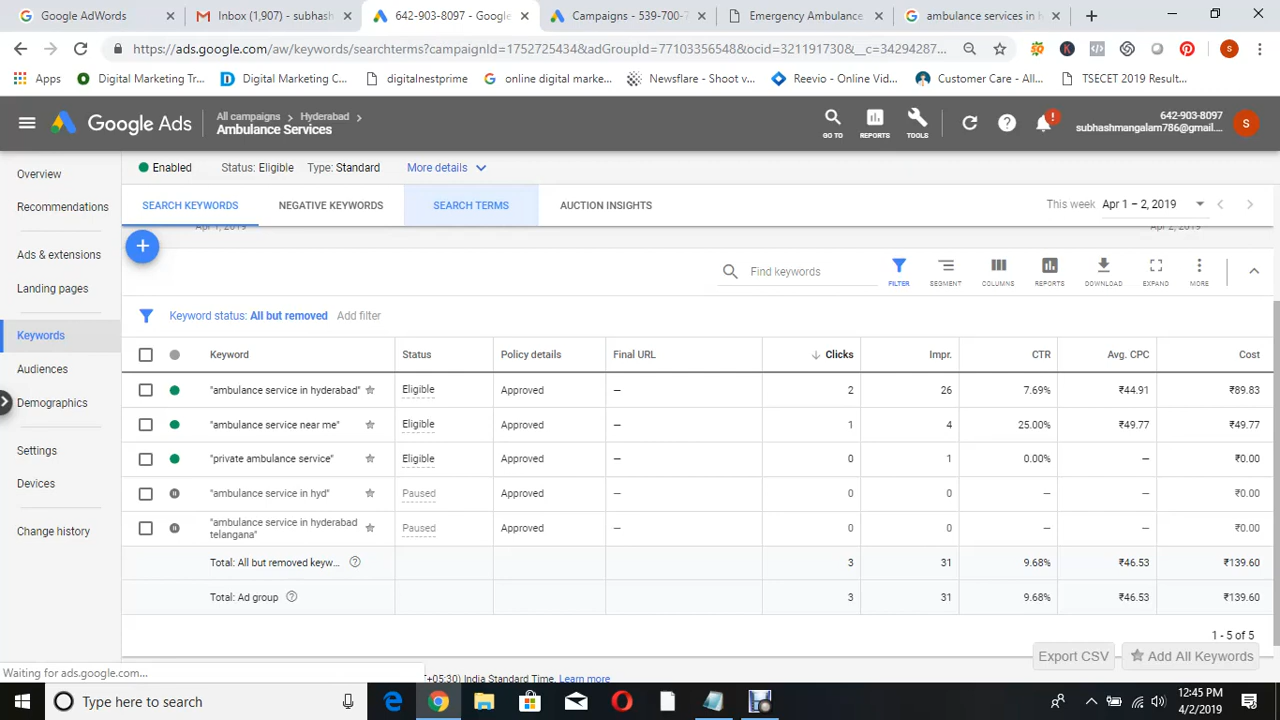 Google AdWords
Inbox (1,907) - subhash
642-903-8097 - Google
Campaigns - 539-700-7
Emergency Ambulance
ambulance services in h
https://ads.google.com/aw/keywords/searchterms?campaignId=1752725434&adGroupId=77103356548&ocid=321191730&__c=34294287...
Apps
Digital Marketing Tr...
Digital Marketing C...
digitalnestprime
online digital marke...
Newsflare - Shoot v...
Reevio - Online Vid...
Customer Care - All...
TSECET 2019 Result...
Google Ads
All campaigns > Hyderabad >
Ambulance Services
GO TO
REPORTS
TOOLS
642-903-8097
subhashmangalam786@gmail....
S
Enabled Status: Eligible Type: Standard More details
SEARCH KEYWORDS NEGATIVE KEYWORDS SEARCH TERMS AUCTION INSIGHTS
This week Apr 1 – 2, 2019
Apr 1, 2019
Apr 2, 2019
Overview
Recommendations
Ads & extensions
Landing pages
Keywords
Audiences
Demographics
Settings
Devices
Change history
Find keywords
FILTER SEGMENT COLUMNS REPORTS DOWNLOAD EXPAND MORE
Keyword status: All but removed Add filter
Keyword Status Policy details Final URL Clicks Impr. CTR Avg. CPC Cost
"ambulance service in hyderabad" Eligible Approved – 2 26 7.69% ₹44.91 ₹89.83
"ambulance service near me" Eligible Approved – 1 4 25.00% ₹49.77 ₹49.77
"private ambulance service" Eligible Approved – 0 1 0.00% – ₹0.00
"ambulance service in hyd" Paused Approved – 0 0 – – ₹0.00
"ambulance service in hyderabad
telangana" Paused Approved – 0 0 – – ₹0.00
Total: All but removed keyw... 3 31 9.68% ₹46.53 ₹139.60
Total: Ad group 3 31 9.68% ₹46.53 ₹139.60
1 - 5 of 5
Export CSV
Add All Keywords
Waiting for ads.google.com...
+05:30) India Standard Time. Learn more
Type here to search
12:45 PM
4/2/2019